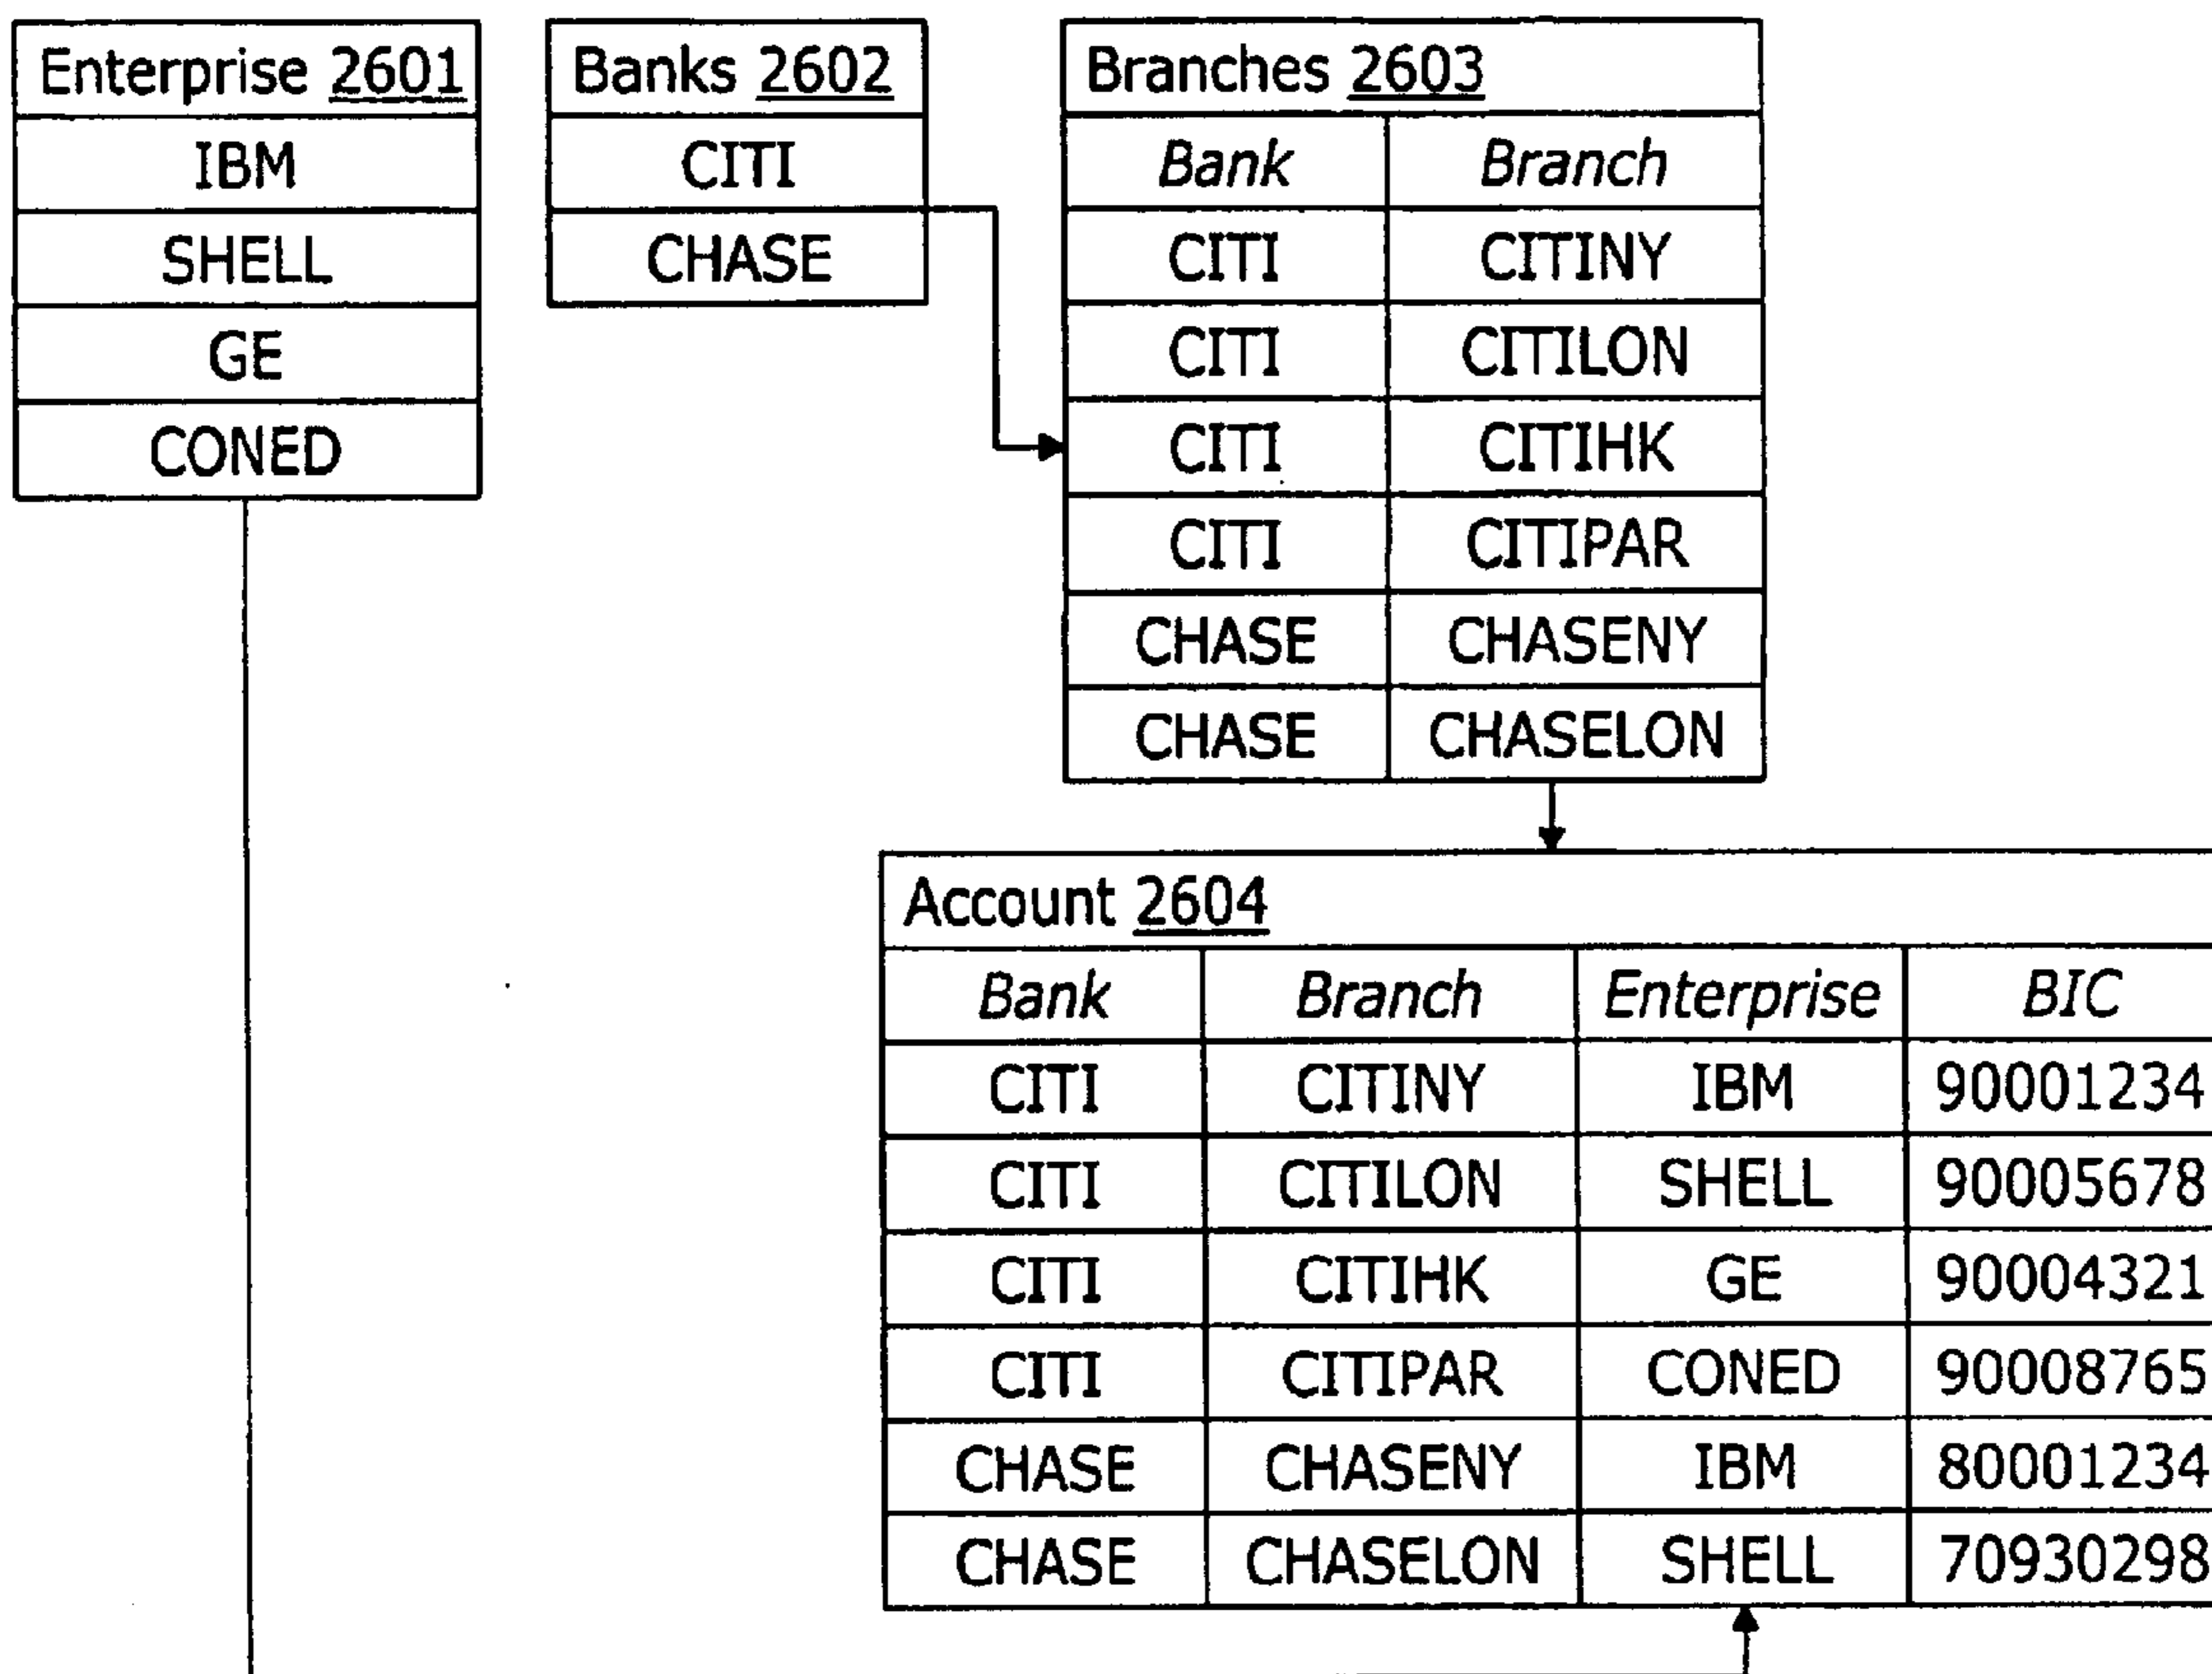 Enterprise 2601
IBM
SHELL
GE
CONED
Banks 2602
CITI
CHASE
Branches 2603
Bank Branch
CITI CITINY
CITI CITILON
CITI CITIHK
CITI CITIPAR
CHASE CHASENY
CHASE CHASELON
Account 2604
Bank Branch Enterprise BIC
CITI CITINY IBM 90001234
CITI CITILON SHELL 90005678
CITI CITIHK GE 90004321
CITI CITIPAR CONED 90008765
CHASE CHASENY IBM 80001234
CHASE CHASELON SHELL 70930298